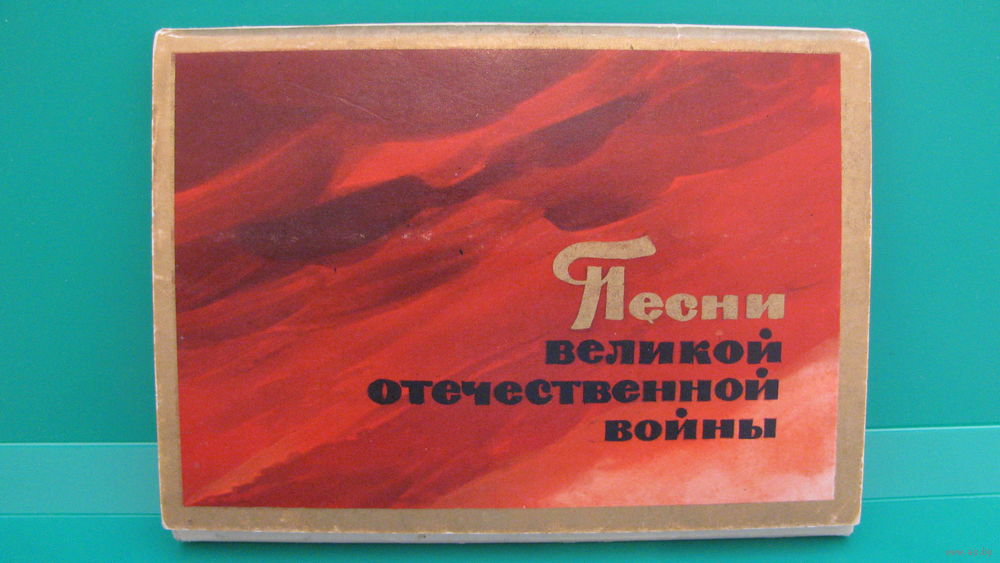 Песни
великой
отечественной
войны